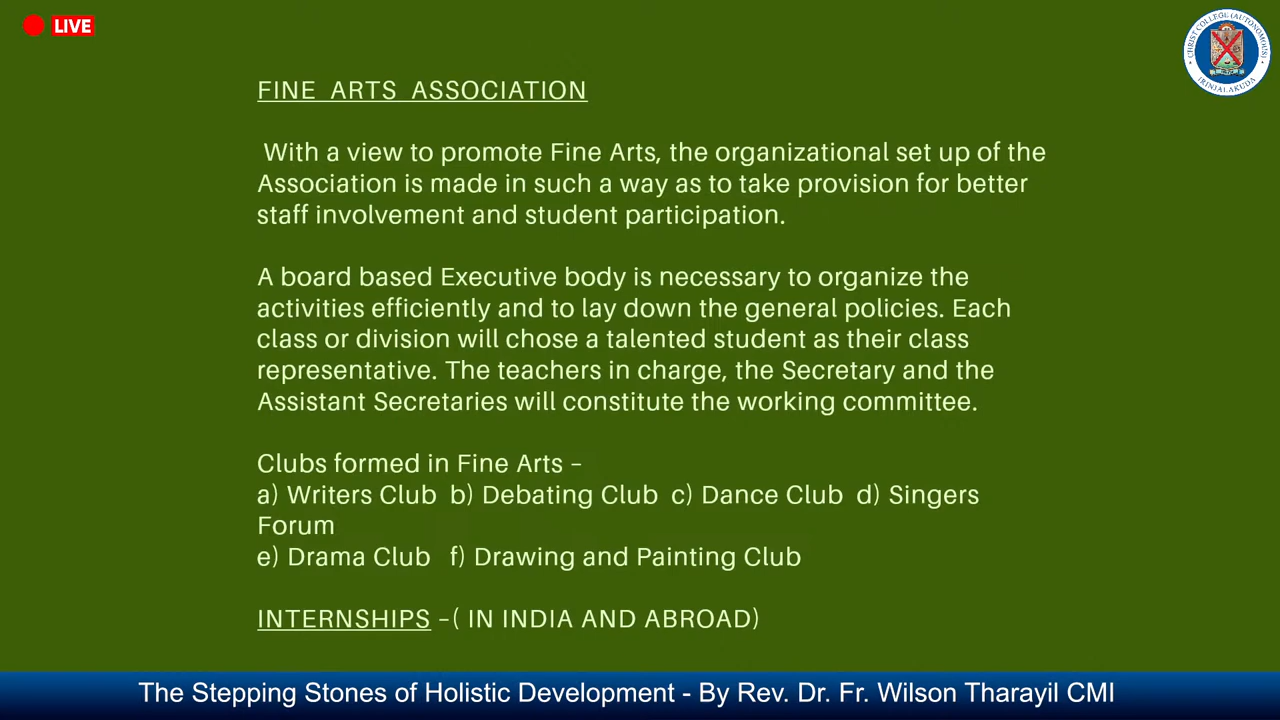 LIVE
CHRIST COLLEGE (AUTONOMOUS)
IRINJALAKUDA
FINE ARTS ASSOCIATION
With a view to promote Fine Arts, the organizational set up of the
Association is made in such a way as to take provision for better
staff involvement and student participation.
A board based Executive body is necessary to organize the
activities efficiently and to lay down the general policies. Each
class or division will chose a talented student as their class
representative. The teachers in charge, the Secretary and the
Assistant Secretaries will constitute the working committee.
Clubs formed in Fine Arts –
a) Writers Club b) Debating Club c) Dance Club d) Singers
Forum
e) Drama Club f) Drawing and Painting Club
INTERNSHIPS –( IN INDIA AND ABROAD)
The Stepping Stones of Holistic Development - By Rev. Dr. Fr. Wilson Tharayil CMI